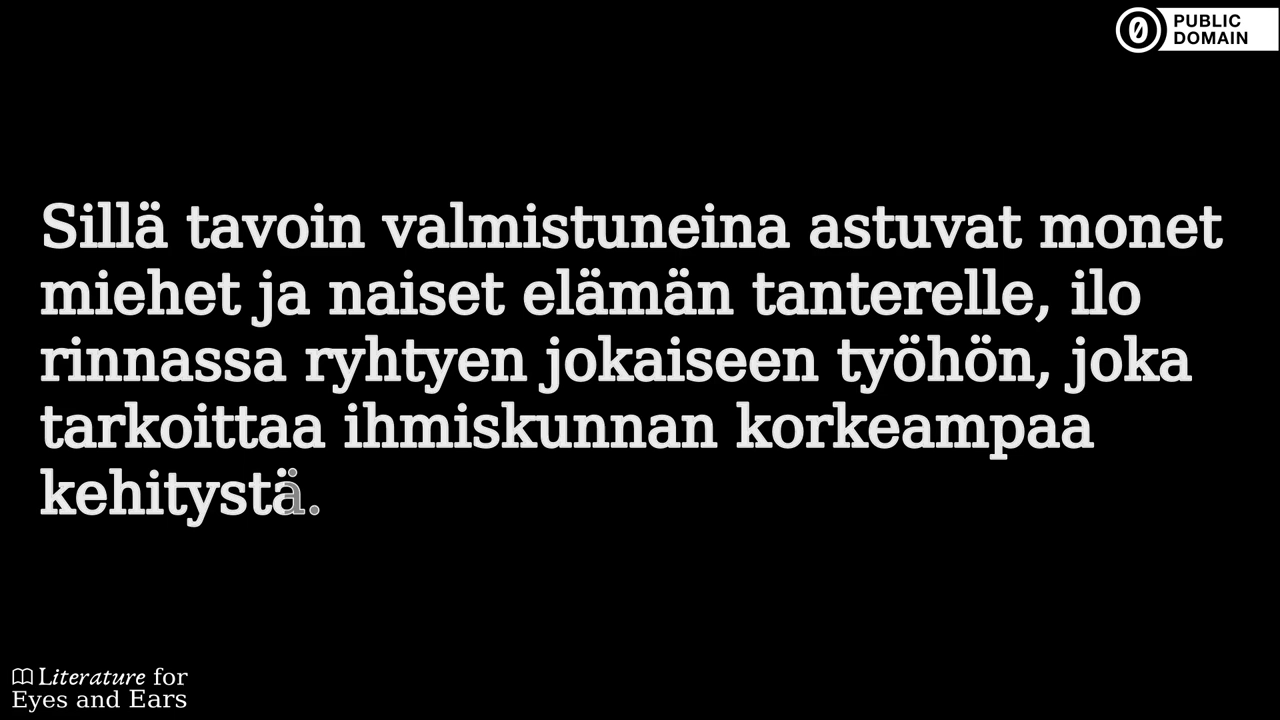 PUBLIC
DOMAIN
Sillä tavoin valmistuneina astuvat monet
miehet ja naiset elämän tanterelle, ilo
rinnassa ryhtyen jokaiseen työhön, joka
tarkoittaa ihmiskunnan korkeampaa
kehitystä.
Literature for
Eyes and Ears